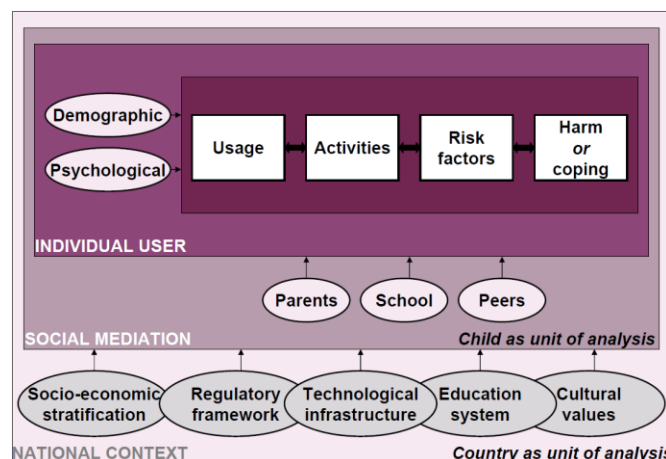 Demographic
Psychological
Usage
Activities
Risk
factors
Harm
or
coping
INDIVIDUAL USER
Parents
School
Peers
SOCIAL MEDIATION
Child as unit of analysis
Socio-economic
stratification
Regulatory
framework
Technological
infrastructure
Education
system
Cultural
values
NATIONAL CONTEXT
Country as unit of analysis